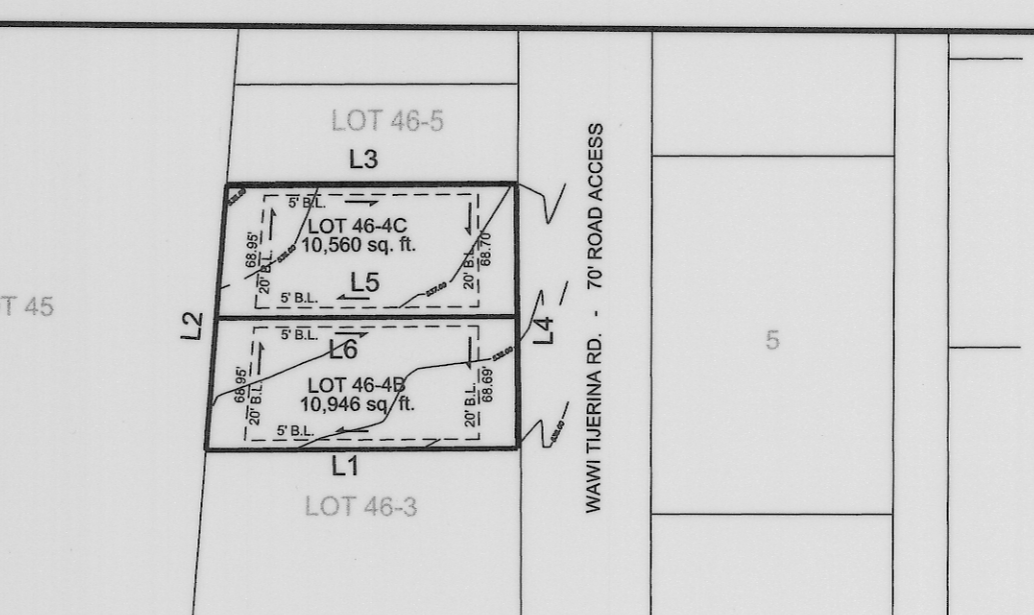 LOT 46-5
L3
5' B.L.
LOT 46-4C
10,560 sq. ft.
68.95'
20' B.L.
20' B.L.
68.70'
L5
5' B.L.
L2
L4
5' B.L.
L6
LOT 46-4B
10,946 sq. ft.
68.95'
20' B.L.
20' B.L.
68.69'
5' B.L.
L1
LOT 46-3
T 45
WAWI TIJERINA RD. - 70' ROAD ACCESS
5